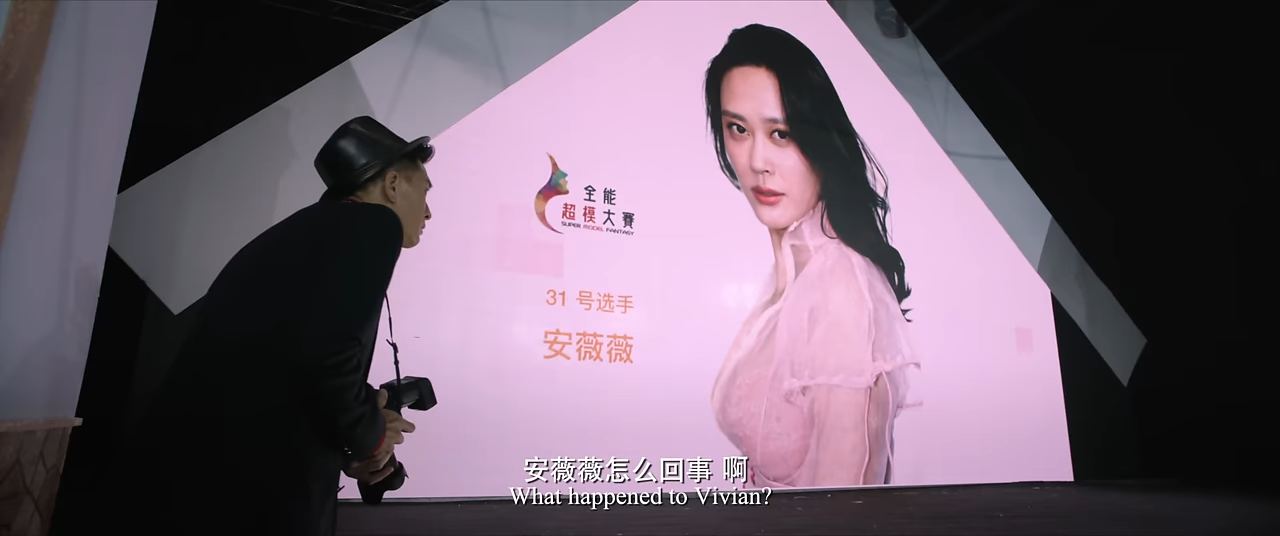 全能
超模大賽
SUPER MODEL FANTASY
31 号选手
安薇薇
安薇薇怎么回事 啊
What happened to Vivian?